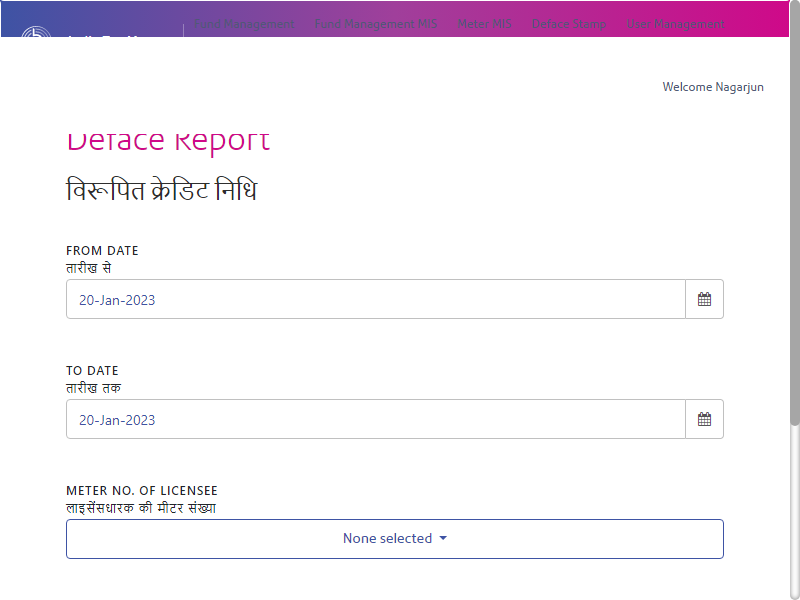 Fund Management Fund Management MIS Meter MIS Deface Stamp User Management
Welcome Nagarjun
Deface Report
विरूपित क्रेडिट निधि
FROM DATE
तारीख से
20-Jan-2023
TO DATE
तारीख तक
20-Jan-2023
METER NO. OF LICENSEE
लाइसेंसधारक की मीटर संख्या
None selected